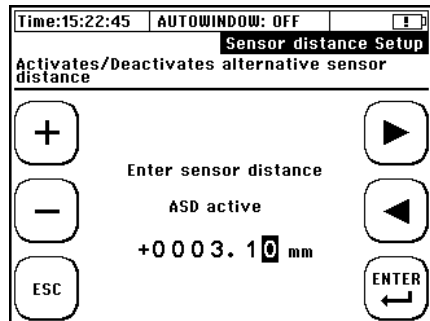 Time:15:22:45 AUTOWINDOW: OFF !
Sensor distance Setup
Activates/Deactivates alternative sensor
distance
+
Enter sensor distance
− ASD active
+0003.10 mm
ESC ENTER